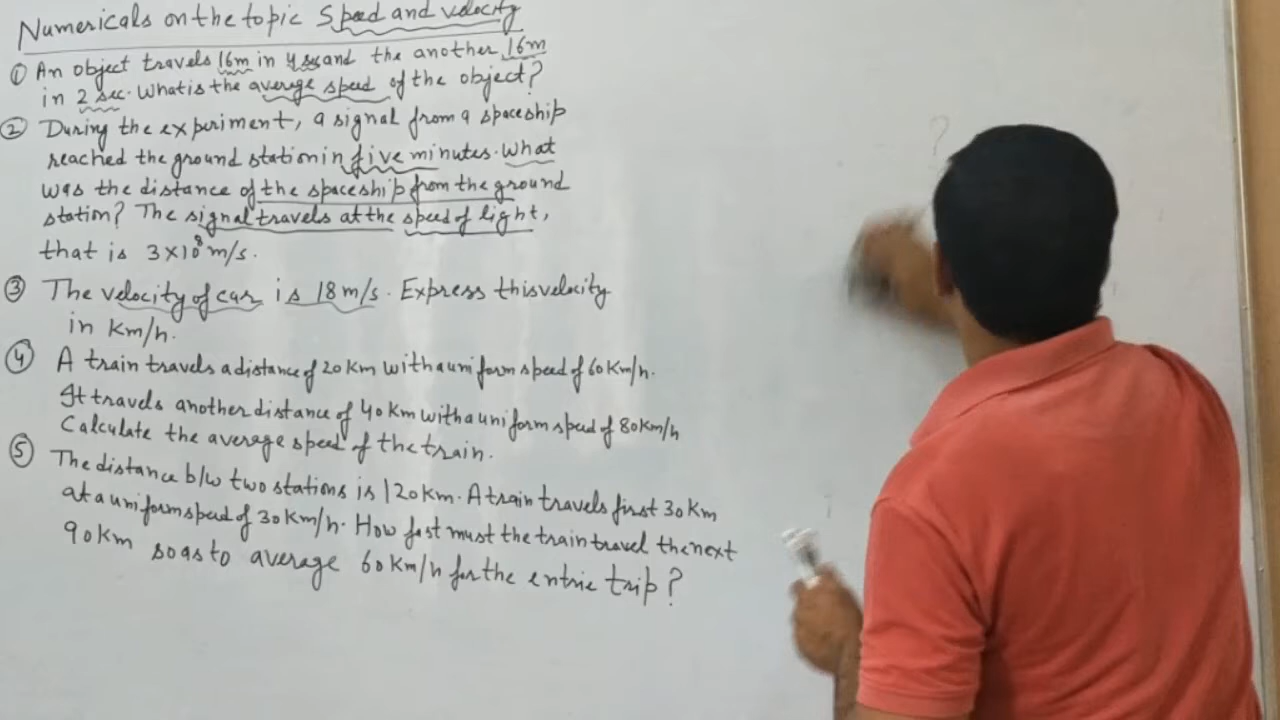 Numericals on the topic Speed and velocity
① An object travels 16m in 4 sec and the another 16m
in 2 sec. What is the average speed of the object?
② During the experiment, a signal from a spaceship
reached the ground station in five minutes. What
was the distance of the spaceship from the ground
station? The signal travels at the speed of light,
that is 3×10⁸ m/s.
③ The velocity of car is 18 m/s. Express this velocity
in km/h.
④ A train travels a distance of 20 km with a uniform speed of 60 km/h.
It travels another distance of 40 km with a uniform speed of 80 km/h
Calculate the average speed of the train.
⑤ The distance b/w two stations is 120 km. A train travels first 30 km
at a uniform speed of 30 km/h. How fast must the train travel the next
90 km so as to average 60 km/h for the entrie trip?
?